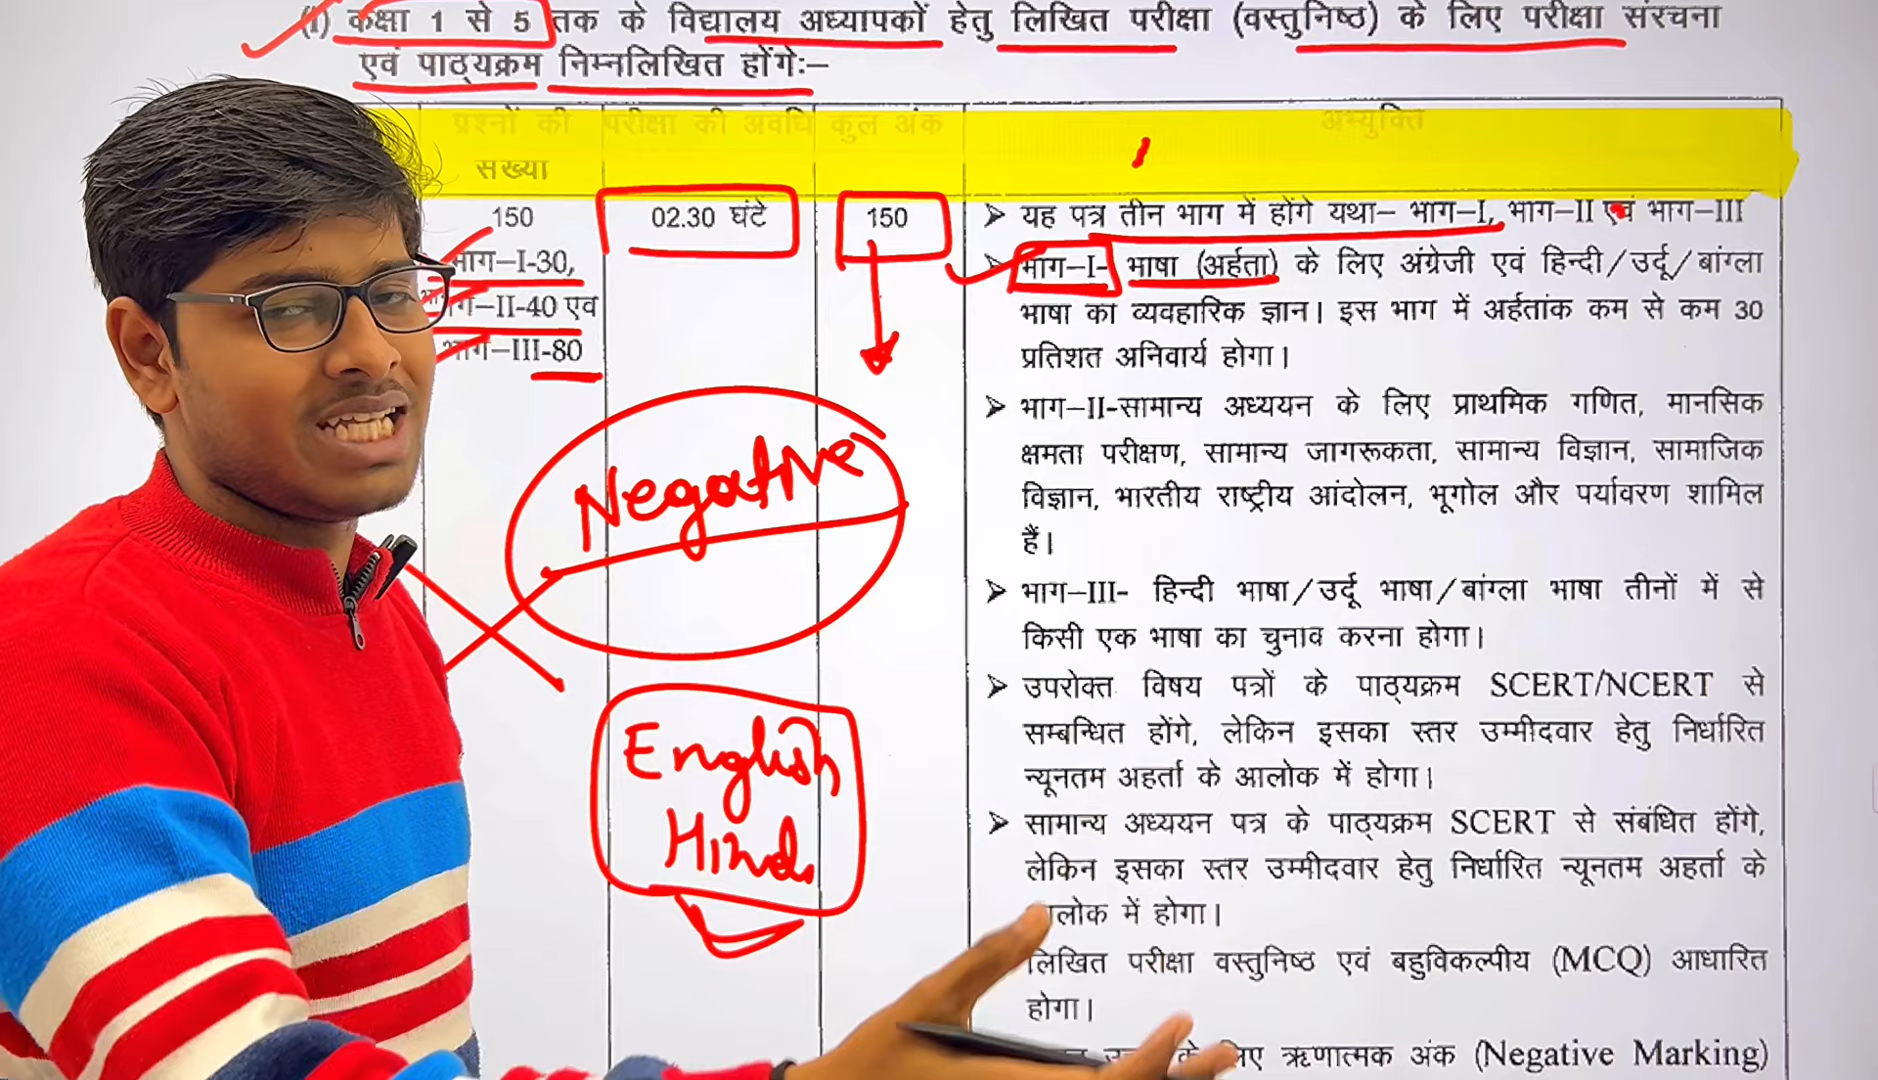 (i) कक्षा 1 से 5 तक के विद्यालय अध्यापकों हेतु लिखित परीक्षा (वस्तुनिष्ठ) के लिए परीक्षा संरचना
एवं पाठ्यक्रम निम्नलिखित होंगेः–
प्रश्नों की
सख्या
परीक्षा की अवधि
कुल अंक
अभ्युक्ति
150
भाग–I-30,
भाग–II-40 एवं
भाग–III-80
02.30 घंटे
150
➤ यह पत्र तीन भाग में होंगे यथा– भाग–I, भाग–II एवं भाग–III
➤ भाग–I- भाषा (अर्हता) के लिए अंग्रेजी एवं हिन्दी/उर्दू/बांग्ला
भाषा का व्यवहारिक ज्ञान। इस भाग में अर्हतांक कम से कम 30
प्रतिशत अनिवार्य होगा।
➤ भाग–II-सामान्य अध्ययन के लिए प्राथमिक गणित, मानसिक
क्षमता परीक्षण, सामान्य जागरूकता, सामान्य विज्ञान, सामाजिक
विज्ञान, भारतीय राष्ट्रीय आंदोलन, भूगोल और पर्यावरण शामिल
हैं।
➤ भाग–III- हिन्दी भाषा/उर्दू भाषा/बांग्ला भाषा तीनों में से
किसी एक भाषा का चुनाव करना होगा।
➤ उपरोक्त विषय पत्रों के पाठ्यक्रम SCERT/NCERT से
सम्बन्धित होंगे, लेकिन इसका स्तर उम्मीदवार हेतु निर्धारित
न्यूनतम अहर्ता के आलोक में होगा।
➤ सामान्य अध्ययन पत्र के पाठ्यक्रम SCERT से संबंधित होंगे,
लेकिन इसका स्तर उम्मीदवार हेतु निर्धारित न्यूनतम अहर्ता के
आलोक में होगा।
लिखित परीक्षा वस्तुनिष्ठ एवं बहुविकल्पीय (MCQ) आधारित
होगा।
ऋणात्मक अंक (Negative Marking)
Negative
English
Hindi